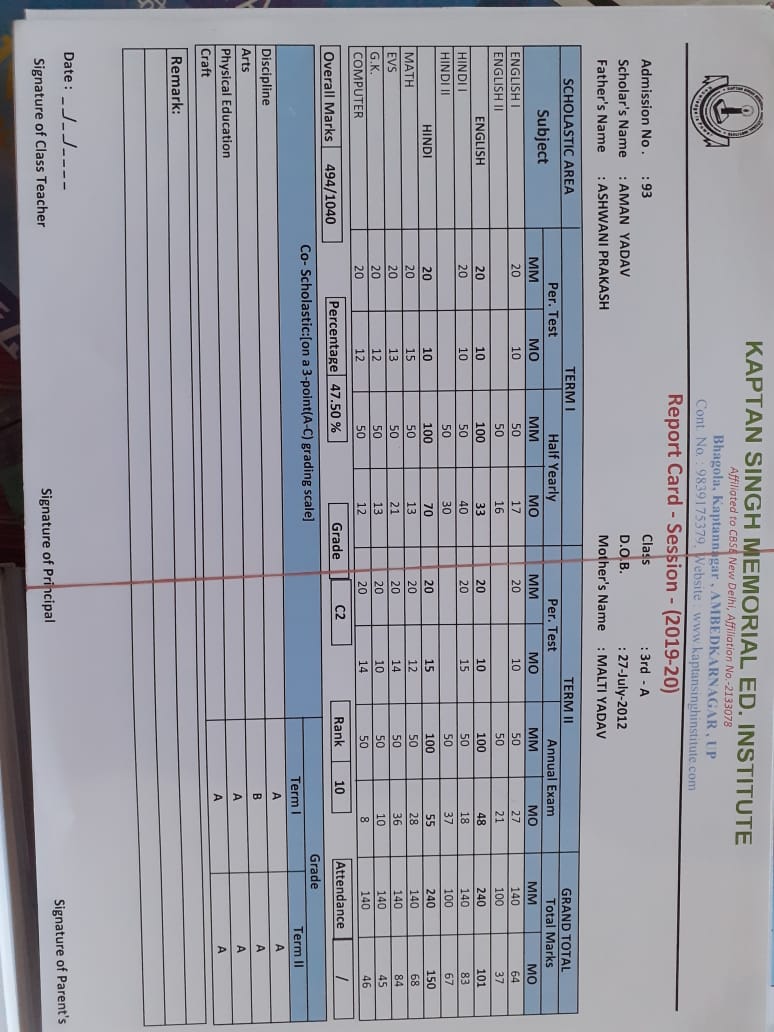 KAPTAN SINGH MEMORIAL ED. INSTITUTE
Affiliated to CBSE New Delhi, Affiliation No.-2133078
Bhagola, Kaptannagar , AMBEDKARNAGAR , UP
Cont. No. : 9839175379, Website : www.kaptansinghinstitute.com
Knowledge is Power
Report Card - Session - (2019-20)
Admission No . : 93 Class : 3rd - A
Scholar's Name : AMAN YADAV D.O.B. : 27-July-2012
Father's Name : ASHWANI PRAKASH Mother's Name : MALTI YADAV
SCHOLASTIC AREA TERM I TERM II GRAND TOTAL
Subject Per. Test Half Yearly Per. Test Annual Exam Total Marks
MM MO MM MO MM MO MM MO MM MO
ENGLISH I 20 10 50 17 20 10 50 27 140 64
ENGLISH II 50 16 50 21 100 37
ENGLISH 20 10 100 33 20 10 100 48 240 101
HINDI I 20 10 50 40 20 15 50 18 140 83
HINDI II 50 30 50 37 100 67
HINDI 20 10 100 70 20 15 100 55 240 150
MATH 20 15 50 13 20 12 50 28 140 68
EVS 20 13 50 21 20 14 50 36 140 84
G.K. 20 12 50 13 20 10 50 10 140 45
COMPUTER 20 12 50 12 20 14 50 8 140 46
Overall Marks 494/1040 Percentage 47.50 % Grade C2 Rank 10 Attendance /
Co- Scholastic:[on a 3-point(A-C) grading scale] Grade
Term I Term II
Discipline A A
Arts B A
Physical Education A A
Craft A A
Remark:
Date : __/__/____
Signature of Class Teacher Signature of Principal Signature of Parent's